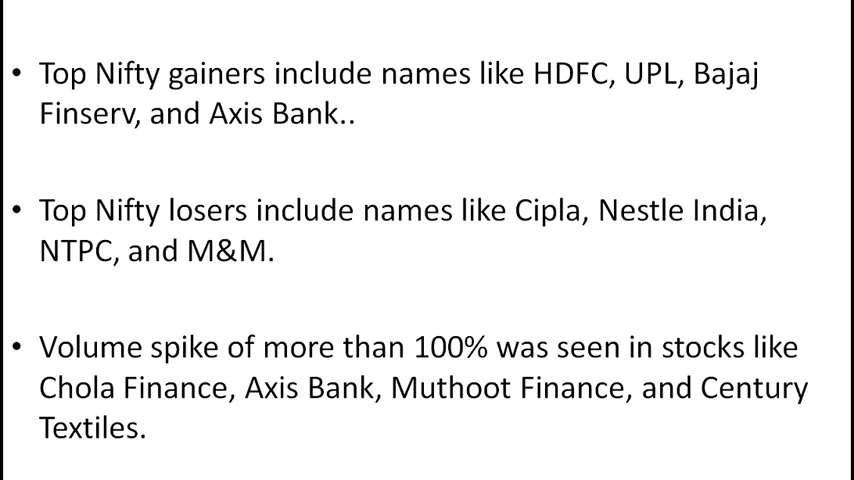 • Top Nifty gainers include names like HDFC, UPL, Bajaj
Finserv, and Axis Bank..
• Top Nifty losers include names like Cipla, Nestle India,
NTPC, and M&M.
• Volume spike of more than 100% was seen in stocks like
Chola Finance, Axis Bank, Muthoot Finance, and Century
Textiles.